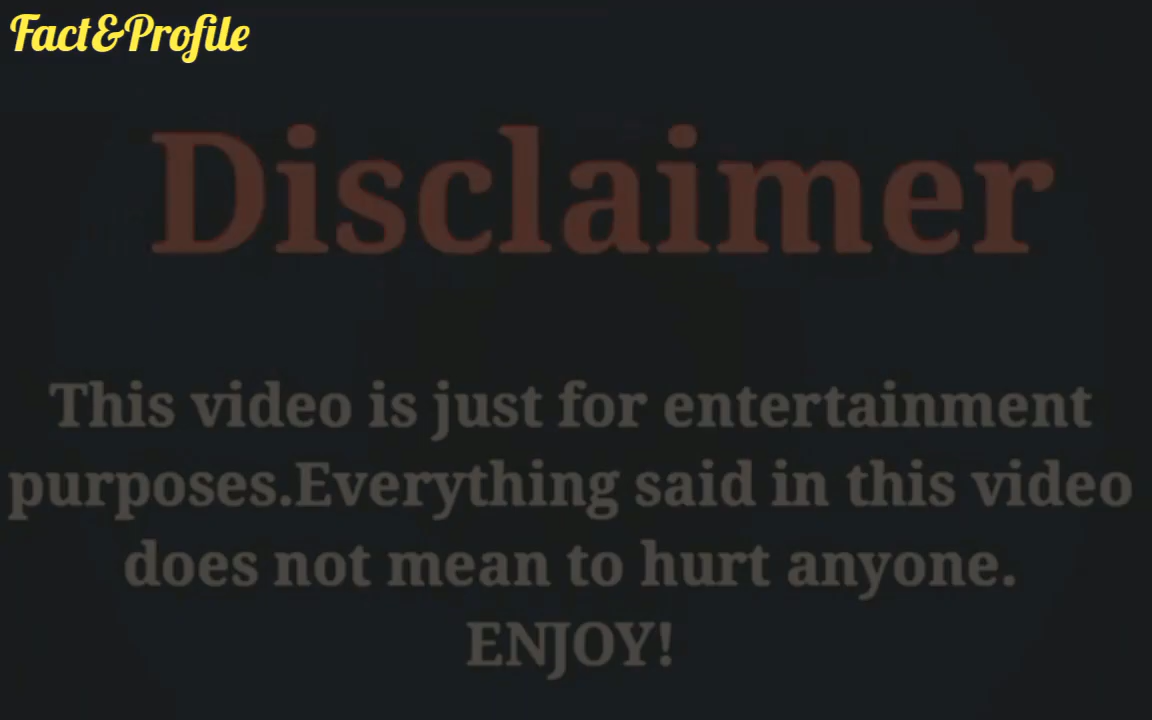 Fact&Profile
Disclaimer
This video is just for entertainment
purposes.Everything said in this video
does not mean to hurt anyone.
ENJOY!